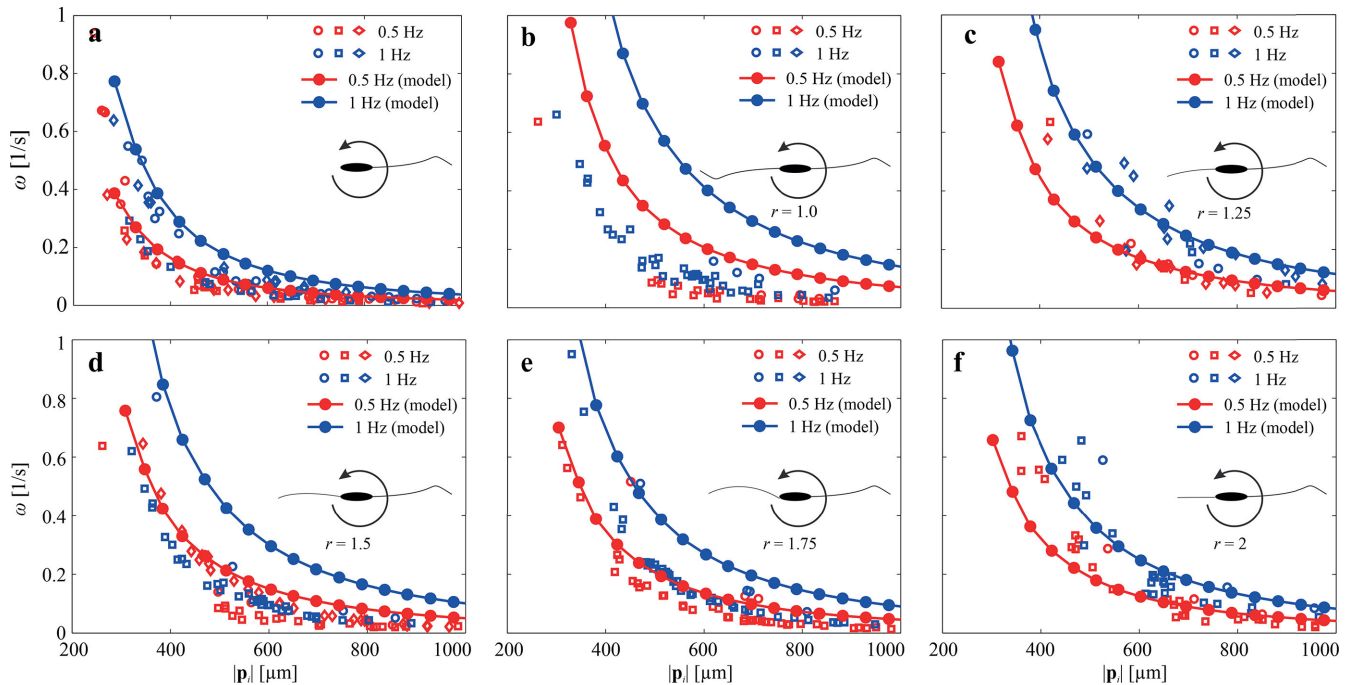 a
0.5 Hz
1 Hz
0.5 Hz (model)
1 Hz (model)
1
0.8
0.6
0.4
0.2
0
ω [1/s]
b
0.5 Hz
1 Hz
0.5 Hz (model)
1 Hz (model)
r = 1.0
c
0.5 Hz
1 Hz
0.5 Hz (model)
1 Hz (model)
r = 1.25
d
0.5 Hz
1 Hz
0.5 Hz (model)
1 Hz (model)
r = 1.5
1
0.8
0.6
0.4
0.2
0
ω [1/s]
200 400 600 800 1000
|p_i| [µm]
e
0.5 Hz
1 Hz
0.5 Hz (model)
1 Hz (model)
r = 1.75
200 400 600 800 1000
|p_i| [µm]
f
0.5 Hz
1 Hz
0.5 Hz (model)
1 Hz (model)
r = 2
200 400 600 800 1000
|p_i| [µm]